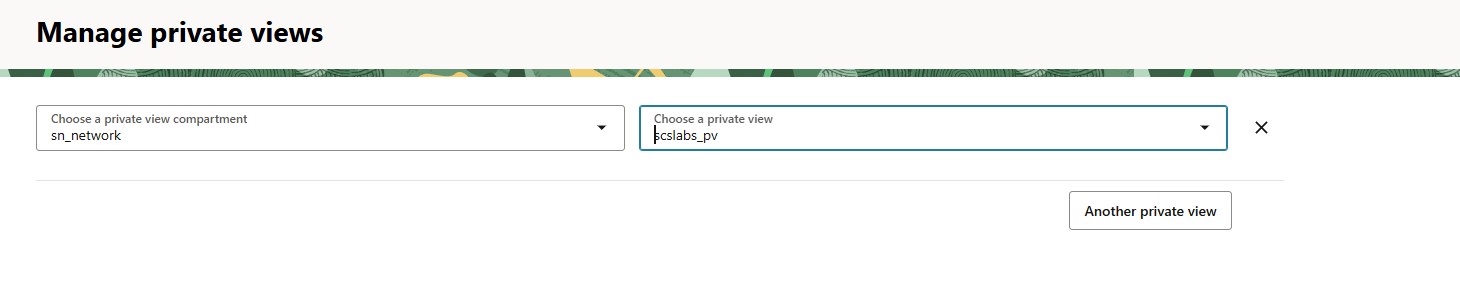 Manage private views
Choose a private view compartment
sn_network
Choose a private view
scslabs_pv
Another private view